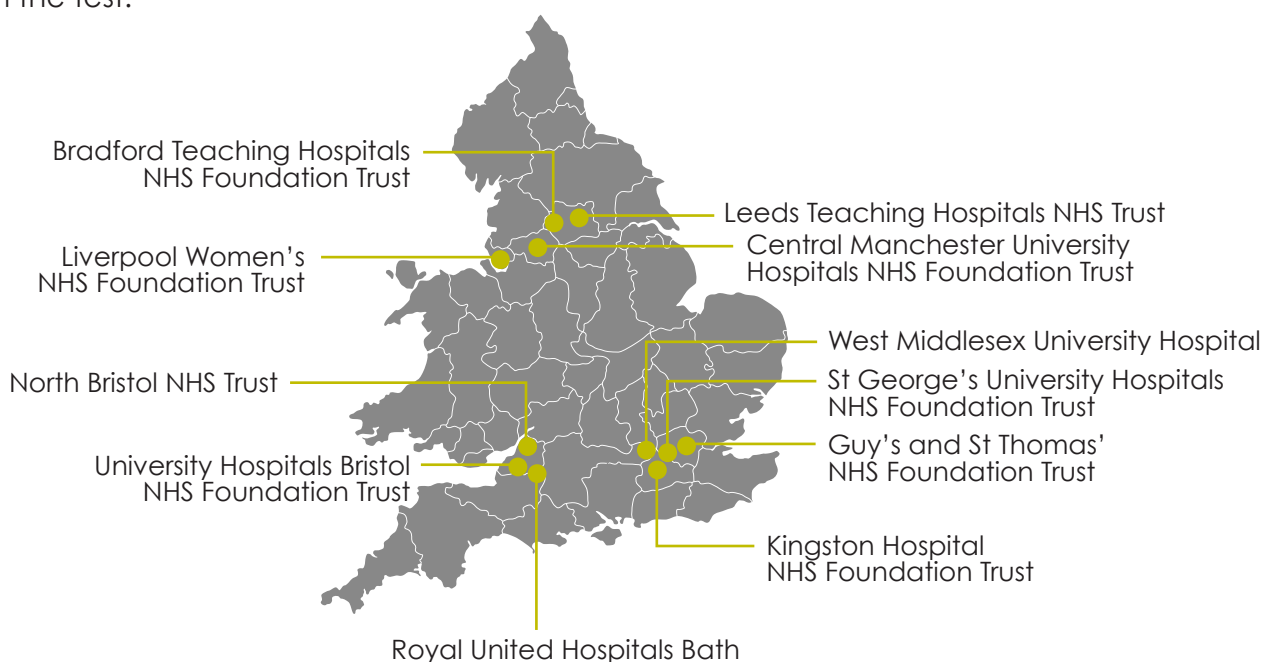 the test.
Bradford Teaching Hospitals
NHS Foundation Trust
Leeds Teaching Hospitals NHS Trust
Liverpool Women's
NHS Foundation Trust
Central Manchester University
Hospitals NHS Foundation Trust
West Middlesex University Hospital
North Bristol NHS Trust
St George's University Hospitals
NHS Foundation Trust
Guy's and St Thomas'
NHS Foundation Trust
University Hospitals Bristol
NHS Foundation Trust
Kingston Hospital
NHS Foundation Trust
Royal United Hospitals Bath